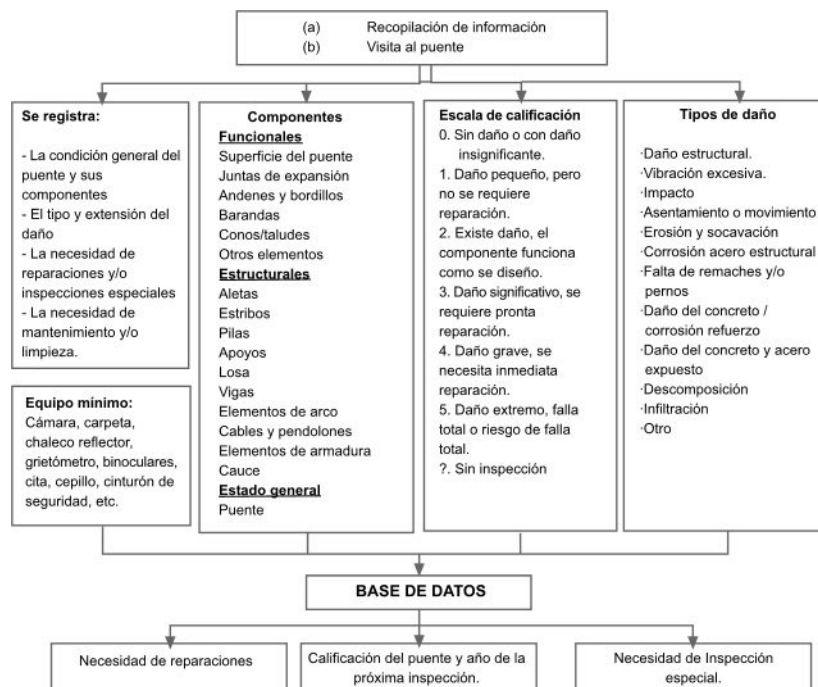 (a) Recopilación de información
(b) Visita al puente
Se registra:
- La condición general del
puente y sus
componentes
- El tipo y extensión del
daño
- La necesidad de
reparaciones y/o
inspecciones especiales
- La necesidad de
mantenimiento y/o
limpieza.
Equipo mínimo:
Cámara, carpeta,
chaleco reflector,
grietómetro, binoculares,
cita, cepillo, cinturón de
seguridad, etc.
Componentes
Funcionales
Superficie del puente
Juntas de expansión
Andenes y bordillos
Barandas
Conos/taludes
Otros elementos
Estructurales
Aletas
Estribos
Pilas
Apoyos
Losa
Vigas
Elementos de arco
Cables y pendolones
Elementos de armadura
Cauce
Estado general
Puente
Escala de calificación
0. Sin daño o con daño
insignificante.
1. Daño pequeño, pero
no se requiere
reparación.
2. Existe daño, el
componente funciona
como se diseño.
3. Daño significativo, se
requiere pronta
reparación.
4. Daño grave, se
necesita inmediata
reparación.
5. Daño extremo, falla
total o riesgo de falla
total.
?. Sin inspección
Tipos de daño
·Daño estructural.
·Vibración excesiva.
·Impacto
·Asentamiento o movimiento
·Erosión y socavación
·Corrosión acero estructural
·Falta de remaches y/o
pernos
·Daño del concreto /
corrosión refuerzo
·Daño del concreto y acero
expuesto
·Descomposición
·Infiltración
·Otro
BASE DE DATOS
Necesidad de reparaciones
Calificación del puente y año de la
próxima inspección.
Necesidad de Inspección
especial.